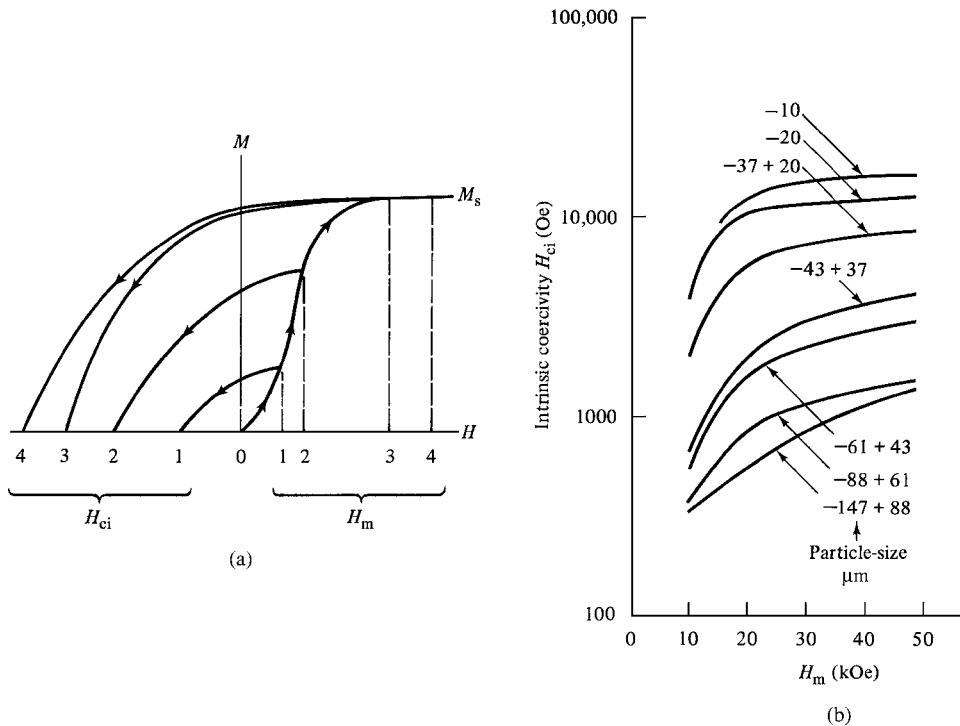 M
M_s
H
4
3
2
1
0
1
2
3
4
H_ci
H_m
(a)
100,000
10,000
1000
100
Intrinsic coercivity H_ci (Oe)
−10
−20
−37 + 20
−43 + 37
−61 + 43
−88 + 61
−147 + 88
Particle-size
μm
0
10
20
30
40
50
H_m (kOe)
(b)